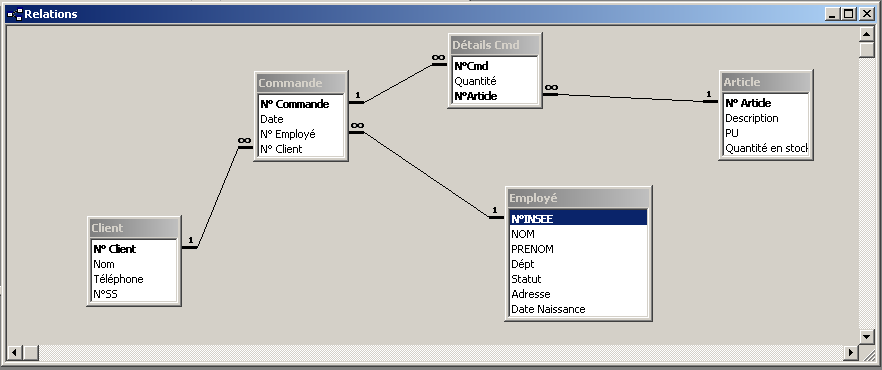 Relations
Détails Cmd
N°Cmd
Quantité
N°Article
Commande
N° Commande
Date
N° Employé
N° Client
Article
N° Article
Description
PU
Quantité en stock
Employé
N°INSEE
NOM
PRENOM
Dépt
Statut
Adresse
Date Naissance
Client
N° Client
Nom
Téléphone
N°SS
1
∞
∞
1
∞
1
∞
1